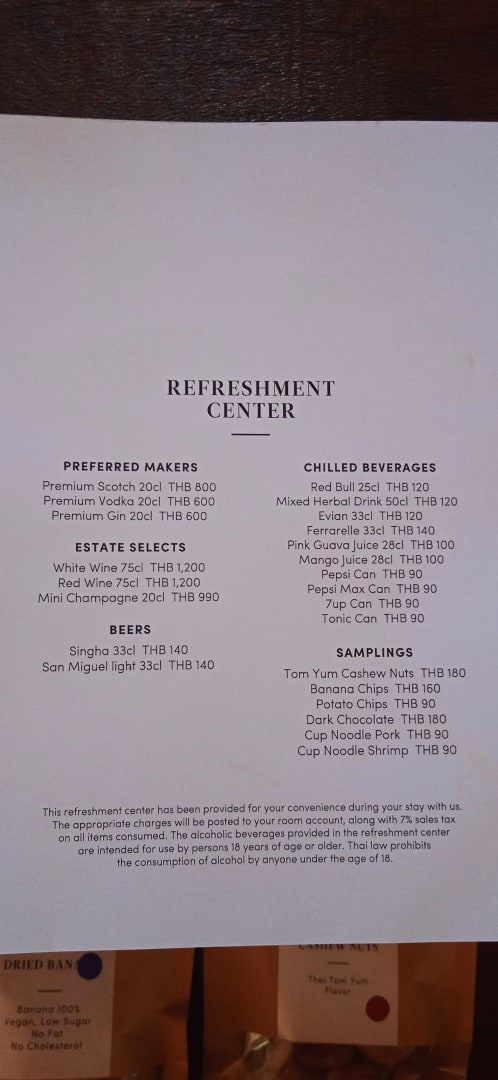 REFRESHMENT
CENTER
PREFERRED MAKERS
Premium Scotch 20cl THB 800
Premium Vodka 20cl THB 600
Premium Gin 20cl THB 600
ESTATE SELECTS
White Wine 75cl THB 1,200
Red Wine 75cl THB 1,200
Mini Champagne 20cl THB 990
BEERS
Singha 33cl THB 140
San Miguel light 33cl THB 140
CHILLED BEVERAGES
Red Bull 25cl THB 120
Mixed Herbal Drink 50cl THB 120
Evian 33cl THB 120
Ferrarelle 33cl THB 140
Pink Guava Juice 28cl THB 100
Mango Juice 28cl THB 100
Pepsi Can THB 90
Pepsi Max Can THB 90
7up Can THB 90
Tonic Can THB 90
SAMPLINGS
Tom Yum Cashew Nuts THB 180
Banana Chips THB 160
Potato Chips THB 90
Dark Chocolate THB 180
Cup Noodle Pork THB 90
Cup Noodle Shrimp THB 90
This refreshment center has been provided for your convenience during your stay with us.
The appropriate charges will be posted to your room account, along with 7% sales tax
on all items consumed. The alcoholic beverages provided in the refreshment center
are intended for use by persons 18 years of age or older. Thai law prohibits
the consumption of alcohol by anyone under the age of 18.
DRIED BANA
Banana 100%
Vegan, Low Sugar
No Fat
No Cholesterol
CASHEW NUTS
Thai Tom Yum
Flavor